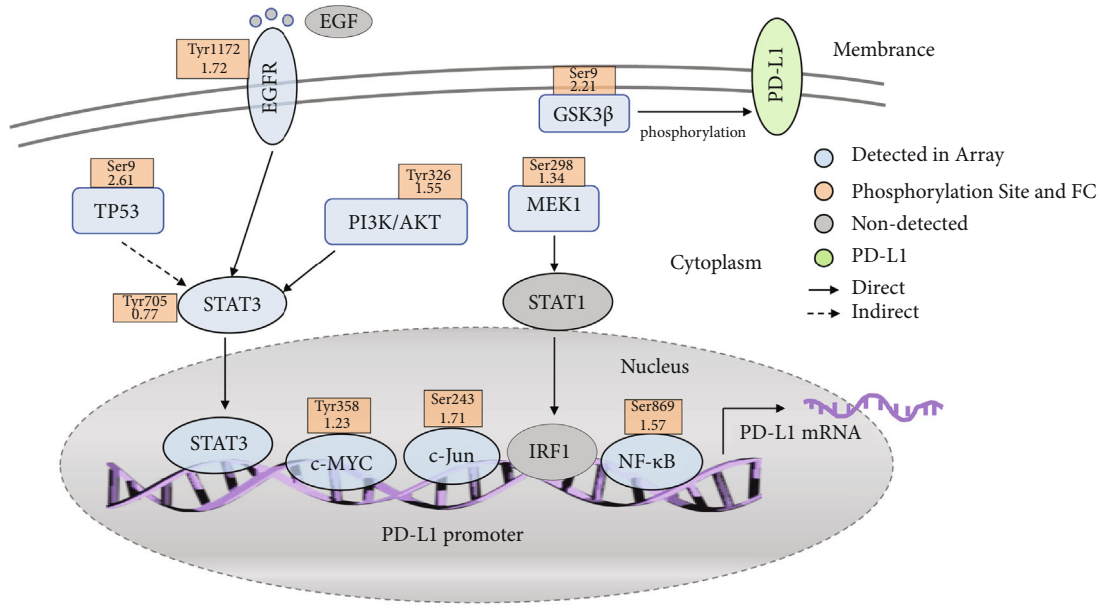 EGF
Tyr1172
1.72
EGFR
Ser9
2.21
GSK3β
phosphorylation
PD-L1
Membrance
Ser9
2.61
TP53
Tyr326
1.55
PI3K/AKT
Ser298
1.34
MEK1
Detected in Array
Phosphorylation Site and FC
Non-detected
PD-L1
Direct
Indirect
Cytoplasm
Tyr705
0.77
STAT3
STAT1
Nucleus
STAT3
Tyr358
1.23
c-MYC
Ser243
1.71
c-Jun
IRF1
Ser869
1.57
NF-κB
PD-L1 mRNA
PD-L1 promoter